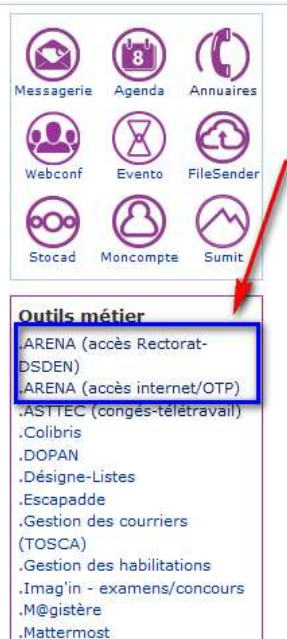 8
Messagerie Agenda Annuaires
Webconf Evento FileSender
Stocad Moncompte Sumit
Outils métier
.ARENA (accès Rectorat-
DSDEN)
.ARENA (accès internet/OTP)
.ASTTEC (congés-télétravail)
.Colibris
.DOPAN
.Désigne-Listes
.Escapadde
.Gestion des courriers
(TOSCA)
.Gestion des habilitations
.Imag'in - examens/concours
.M@gistère
.Mattermost